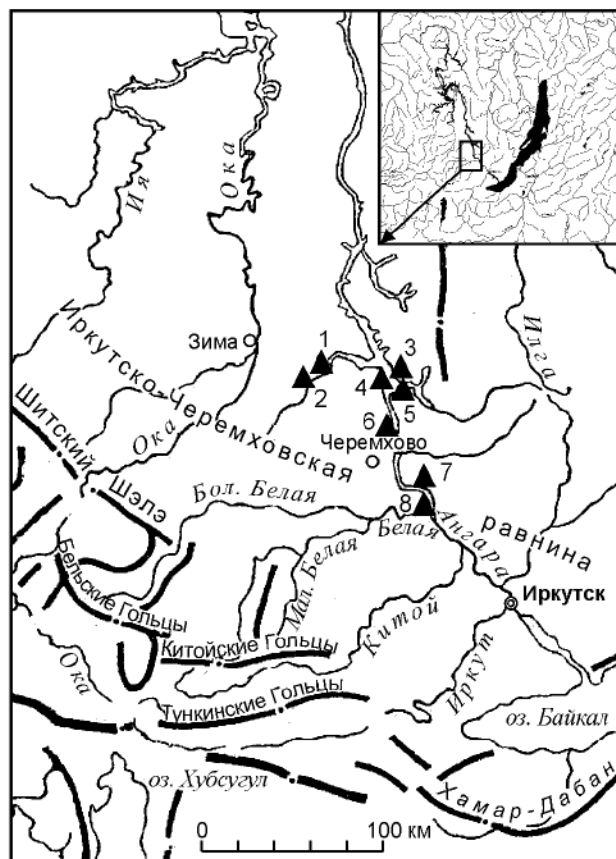 Ия
Ока
Илга
Зима
1
2
3
4
5
6
7
8
Иркутско-Черемховская
равнина
Черемхово
Ока
Шитский Шэлэ
Бол. Белая
Белая
Ангара
Мал. Белая
Бельские Гольцы
Китой
Иркутск
Китойские Гольцы
Ока
Иркут
Тункинские Гольцы
оз. Байкал
оз. Хубсугул
Хамар-Дабан
0 100 км